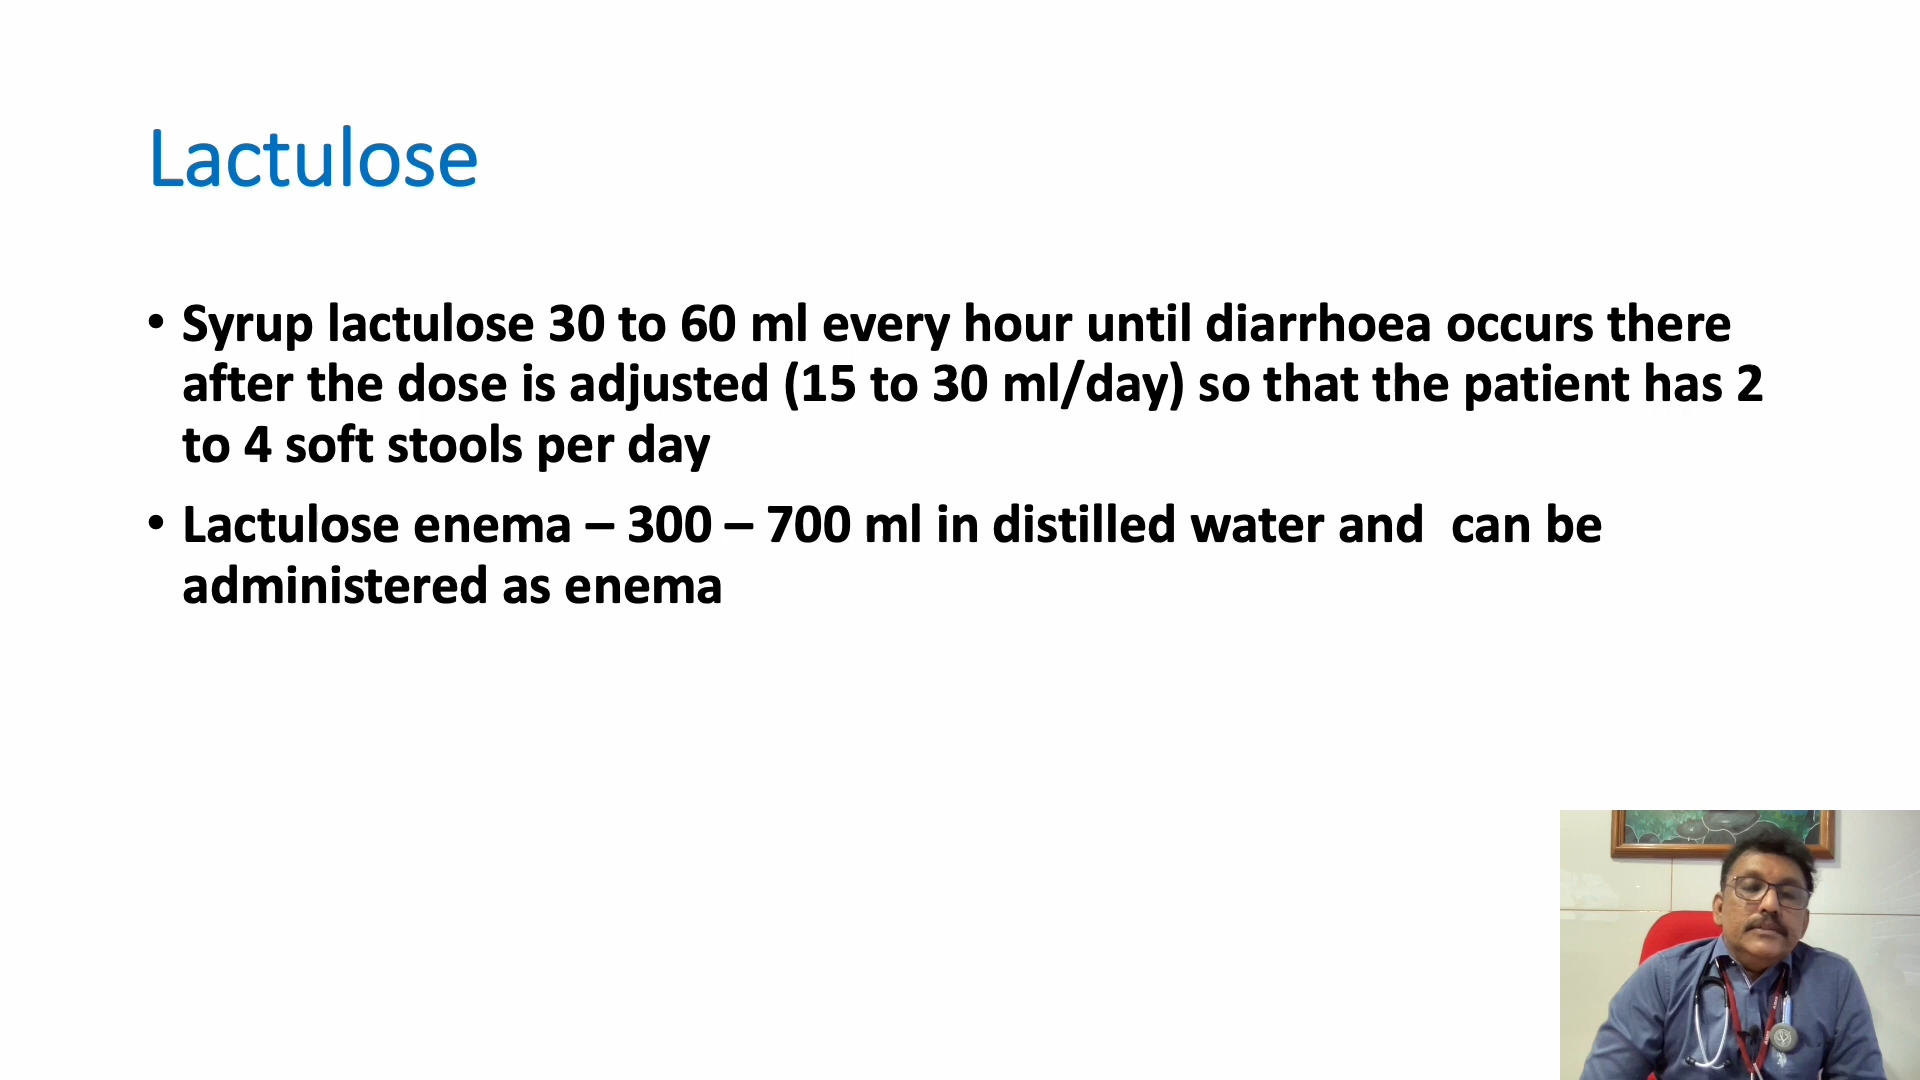 Lactulose
• Syrup lactulose 30 to 60 ml every hour until diarrhoea occurs there
after the dose is adjusted (15 to 30 ml/day) so that the patient has 2
to 4 soft stools per day
• Lactulose enema – 300 – 700 ml in distilled water and  can be
administered as enema